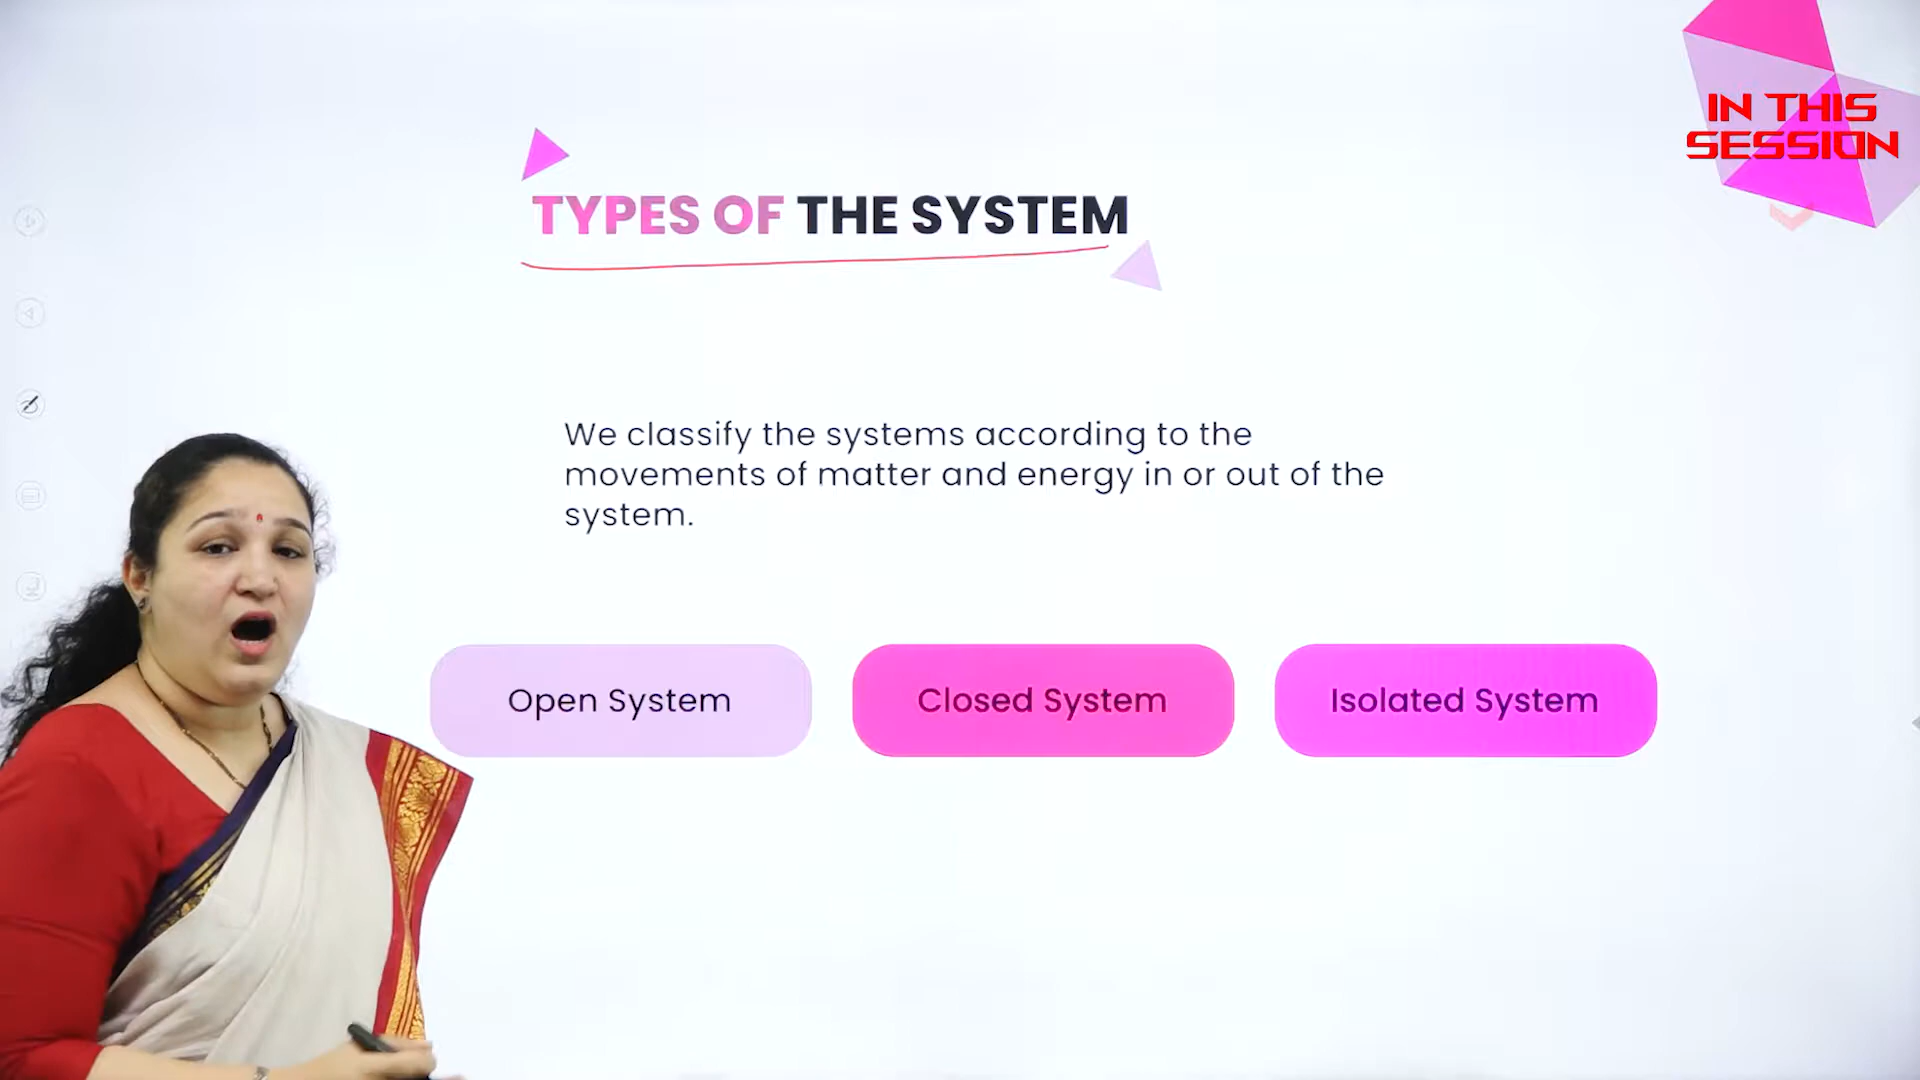 IN THIS
SESSION
TYPES OF THE SYSTEM
We classify the systems according to the
movements of matter and energy in or out of the
system.
Open System
Closed System
Isolated System